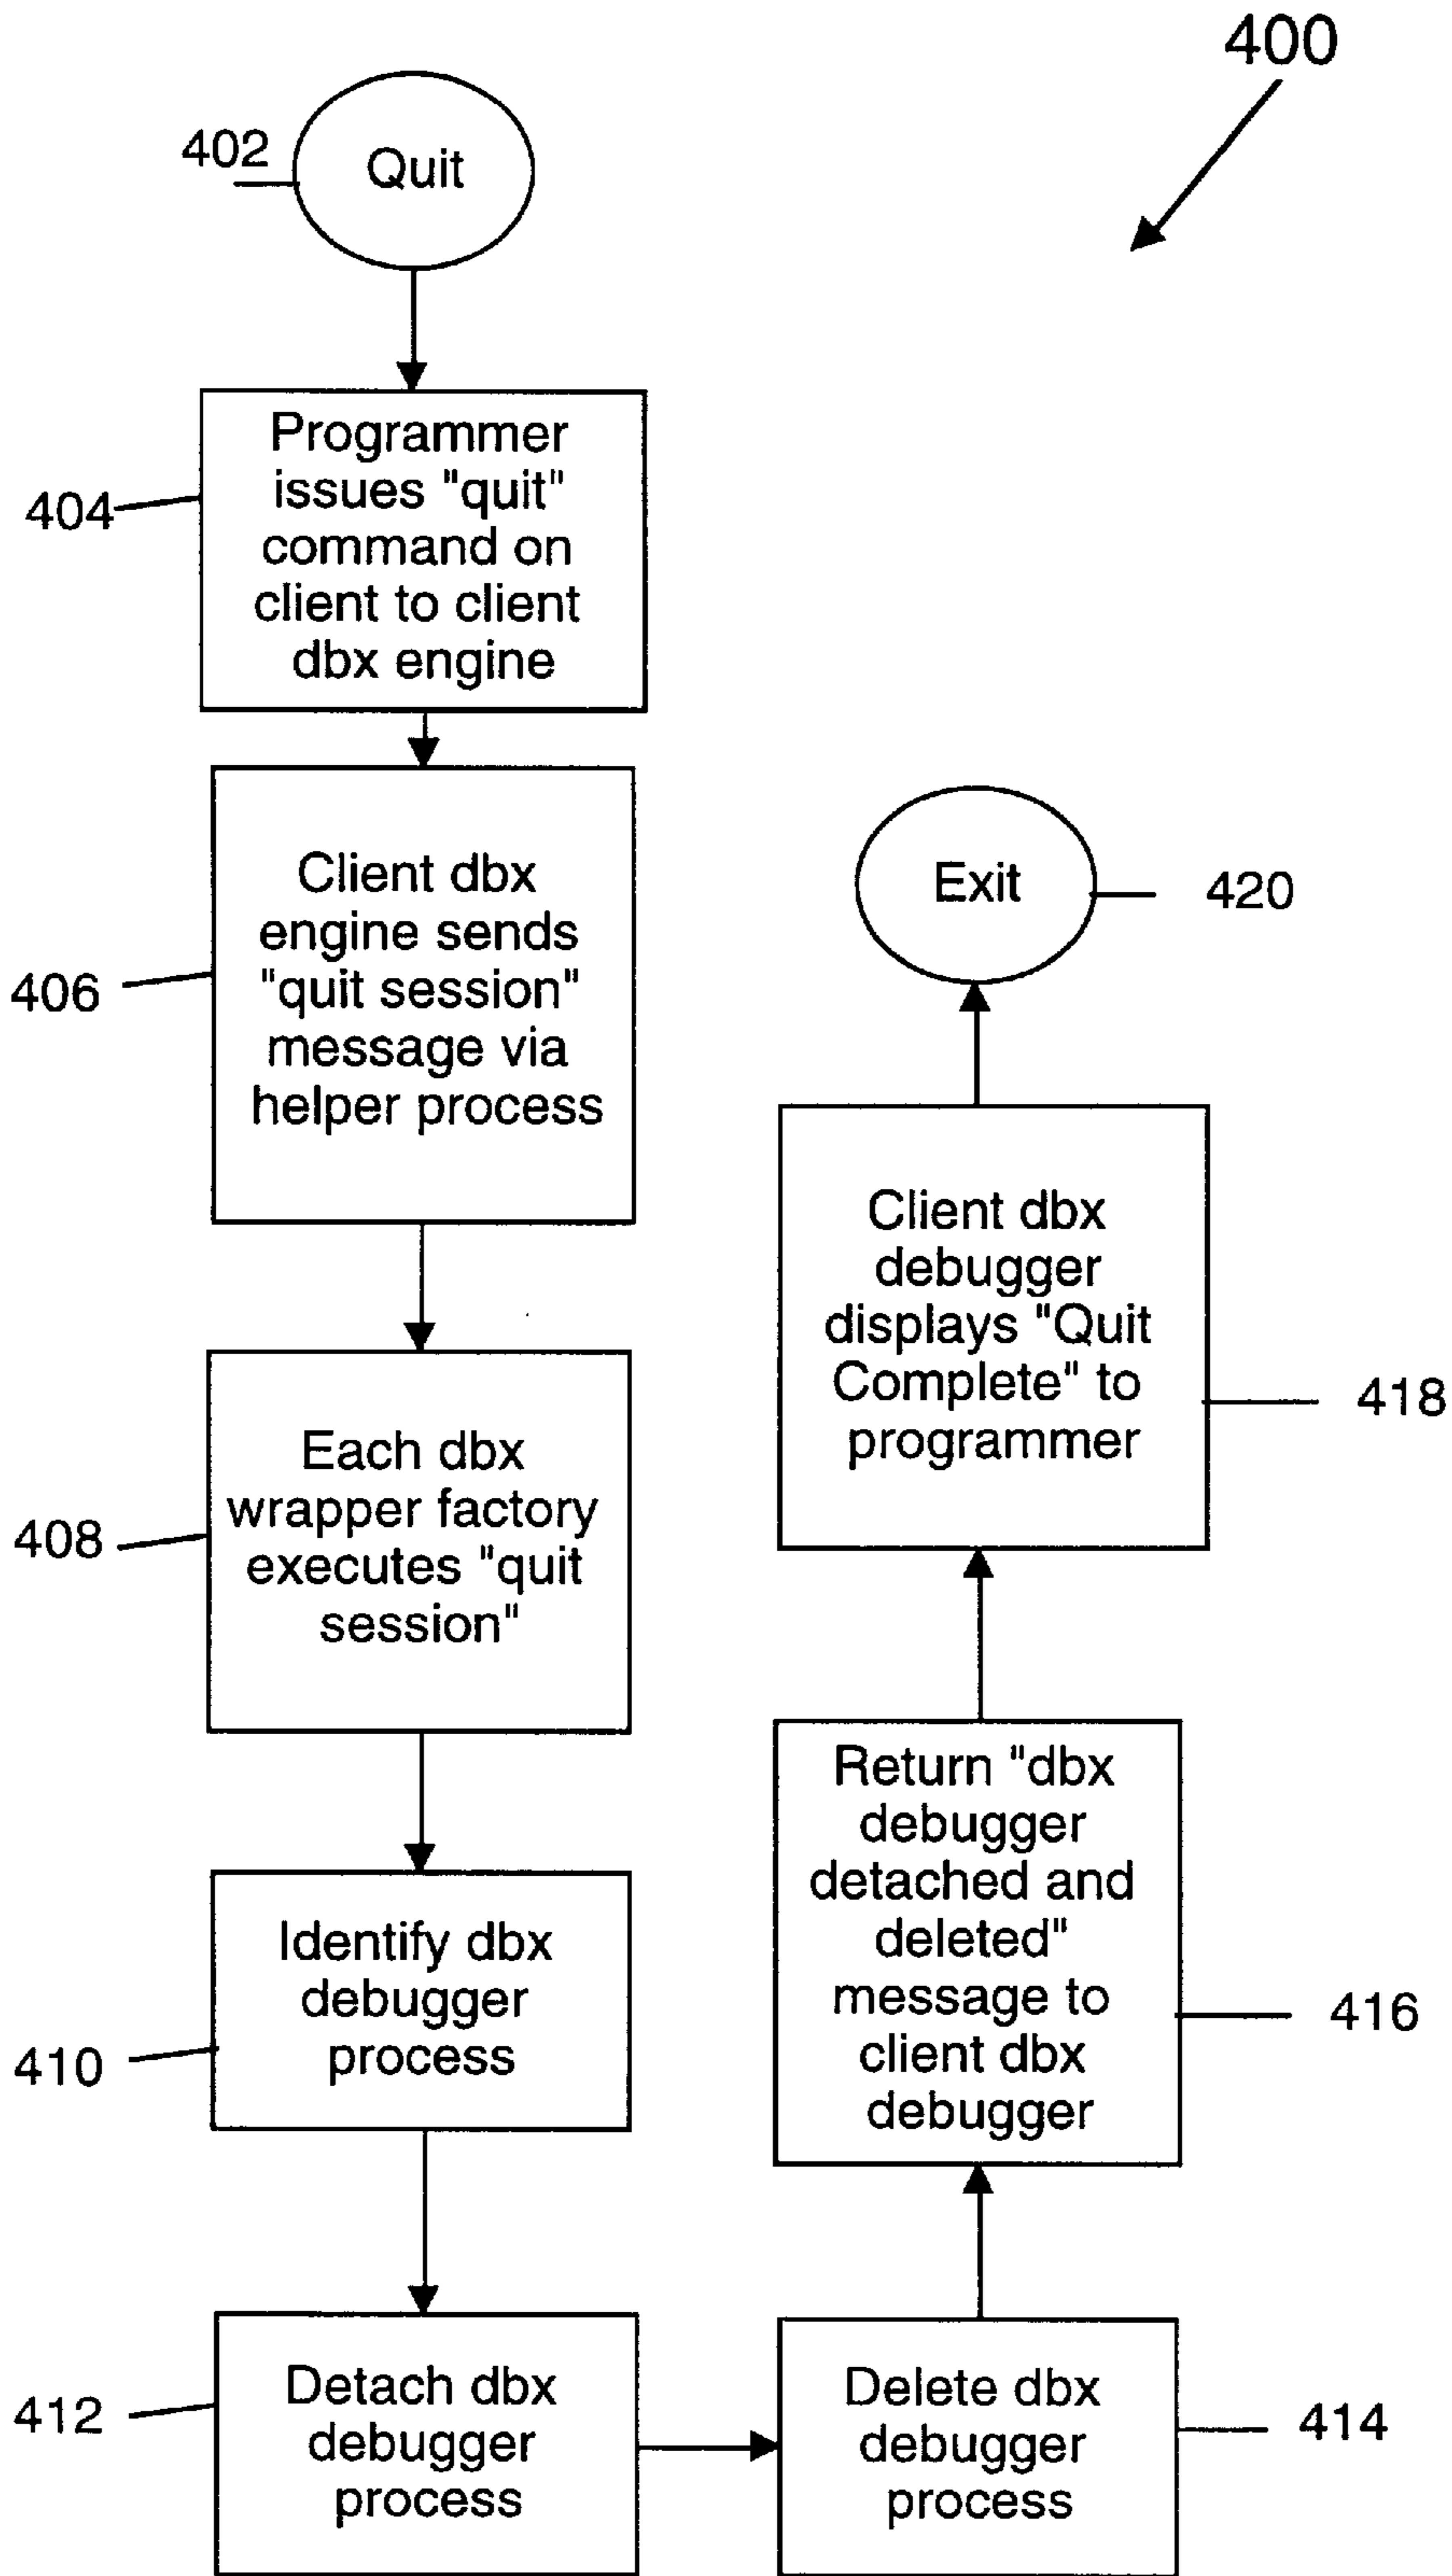 400
402
Quit
404
Programmer
issues "quit"
command on
client to client
dbx engine
406
Client dbx
engine sends
"quit session"
message via
helper process
408
Each dbx
wrapper factory
executes "quit
session"
410
Identify dbx
debugger
process
412
Detach dbx
debugger
process
Delete dbx
debugger
process
414
Return "dbx
debugger
detached and
deleted"
message to
client dbx
debugger
416
Client dbx
debugger
displays "Quit
Complete" to
programmer
418
Exit
420